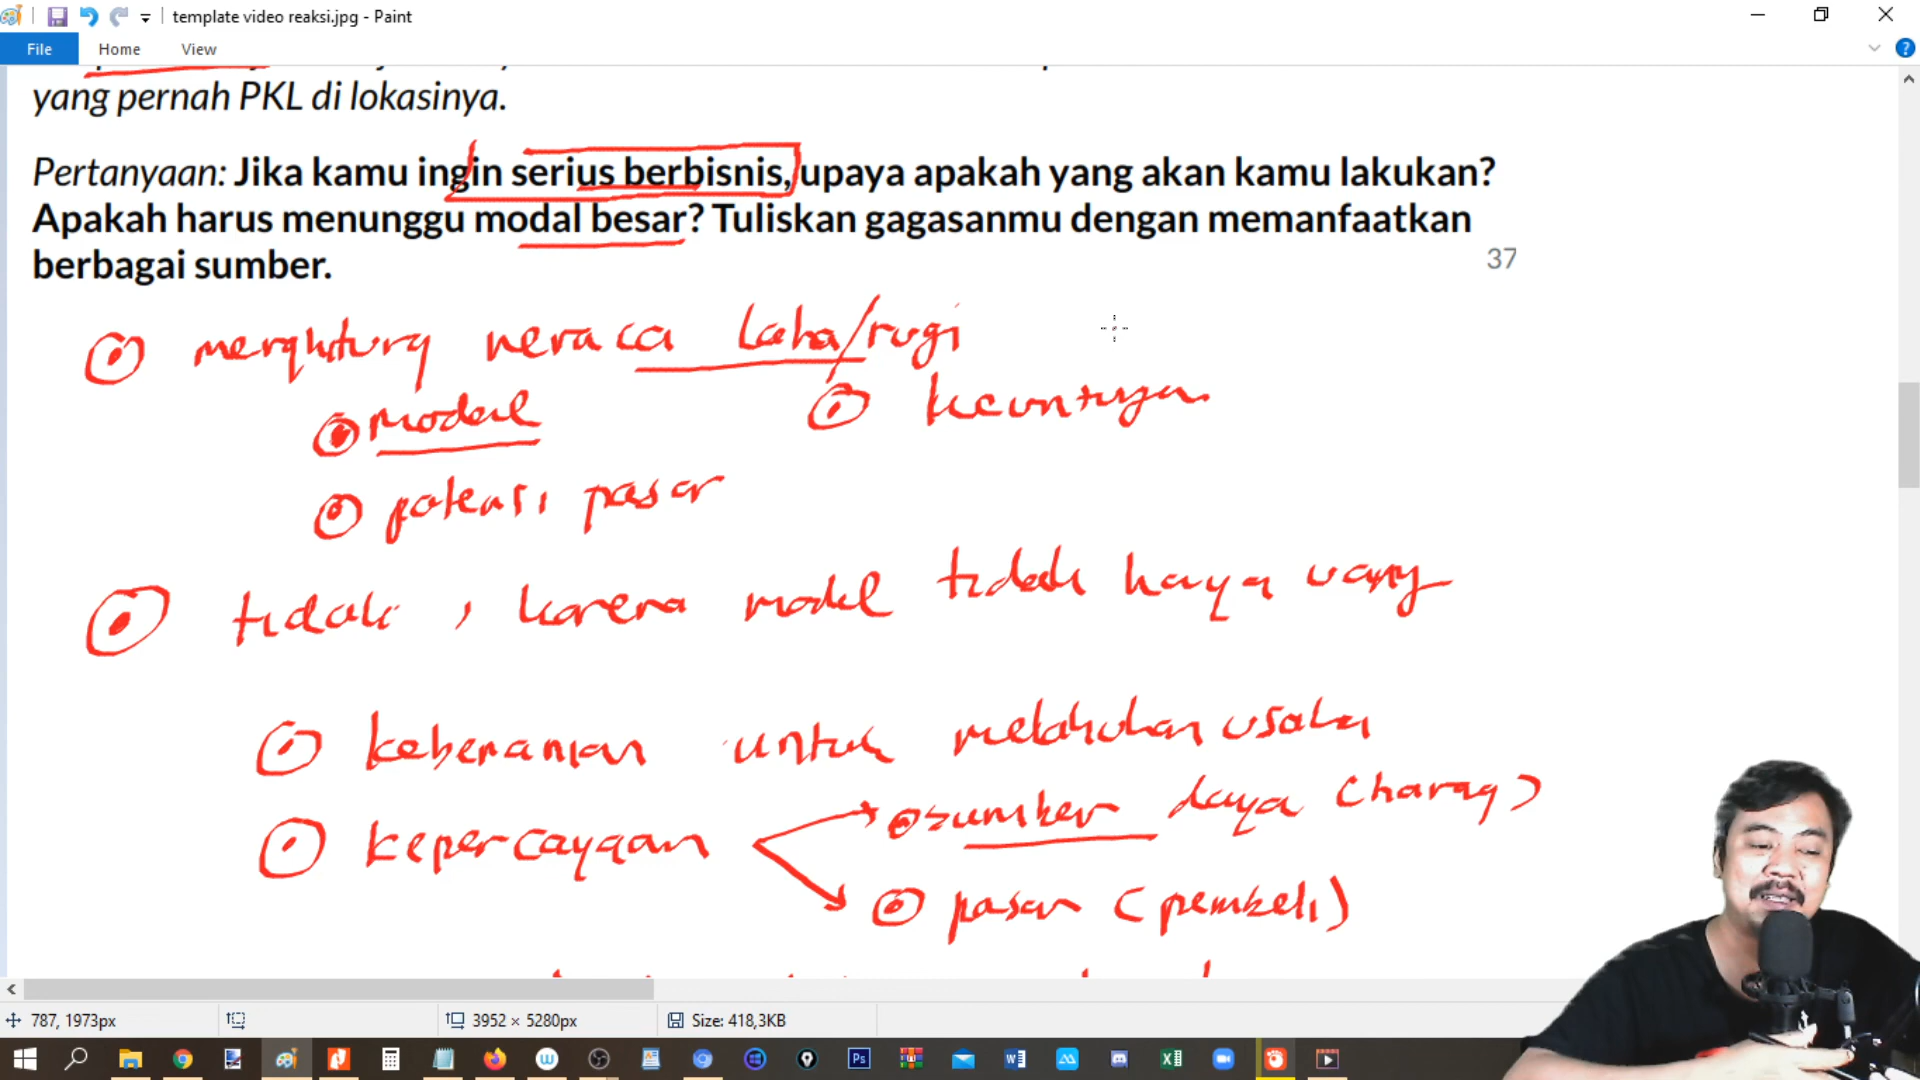 template video reaksi.jpg - Paint
File Home View
yang pernah PKL di lokasinya.
Pertanyaan: Jika kamu ingin serius berbisnis, upaya apakah yang akan kamu lakukan?
Apakah harus menunggu modal besar? Tuliskan gagasanmu dengan memanfaatkan
berbagai sumber.
37
menghitung neraca laba/rugi
modal
keuntungan
potensi pasar
tidak, karena modal tidak hanya uang
keberanian untuk melakukan usaha
sumber daya (barang)
kepercayaan
pasar (pembeli)
787, 1973px
3952 × 5280px
Size: 418,3KB